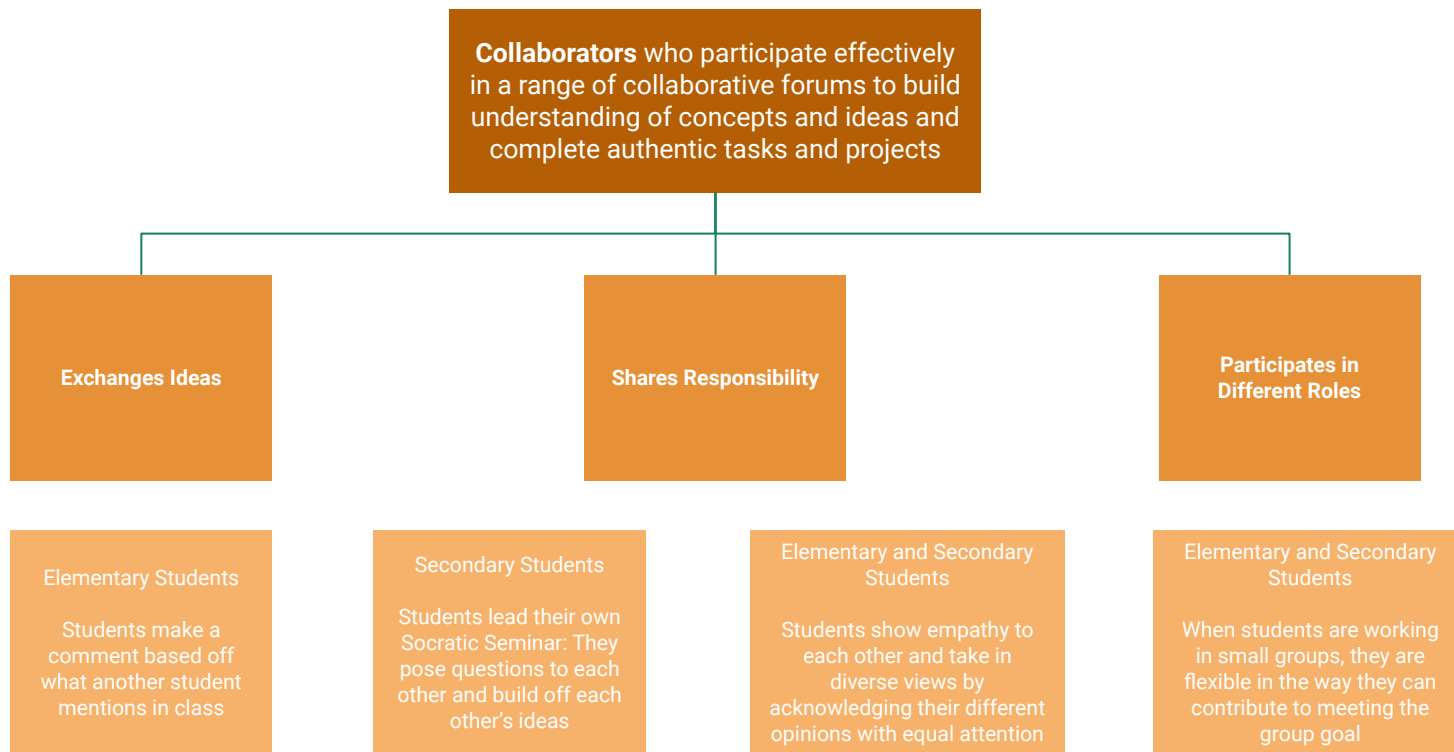 Collaborators who participate effectively
in a range of collaborative forums to build
understanding of concepts and ideas and
complete authentic tasks and projects
Exchanges Ideas
Shares Responsibility
Participates in
Different Roles
Elementary Students
Students make a
comment based off
what another student
mentions in class
Secondary Students
Students lead their own
Socratic Seminar: They
pose questions to each
other and build off each
other’s ideas
Elementary and Secondary
Students
Students show empathy to
each other and take in
diverse views by
acknowledging their different
opinions with equal attention
Elementary and Secondary
Students
When students are working
in small groups, they are
flexible in the way they can
contribute to meeting the
group goal